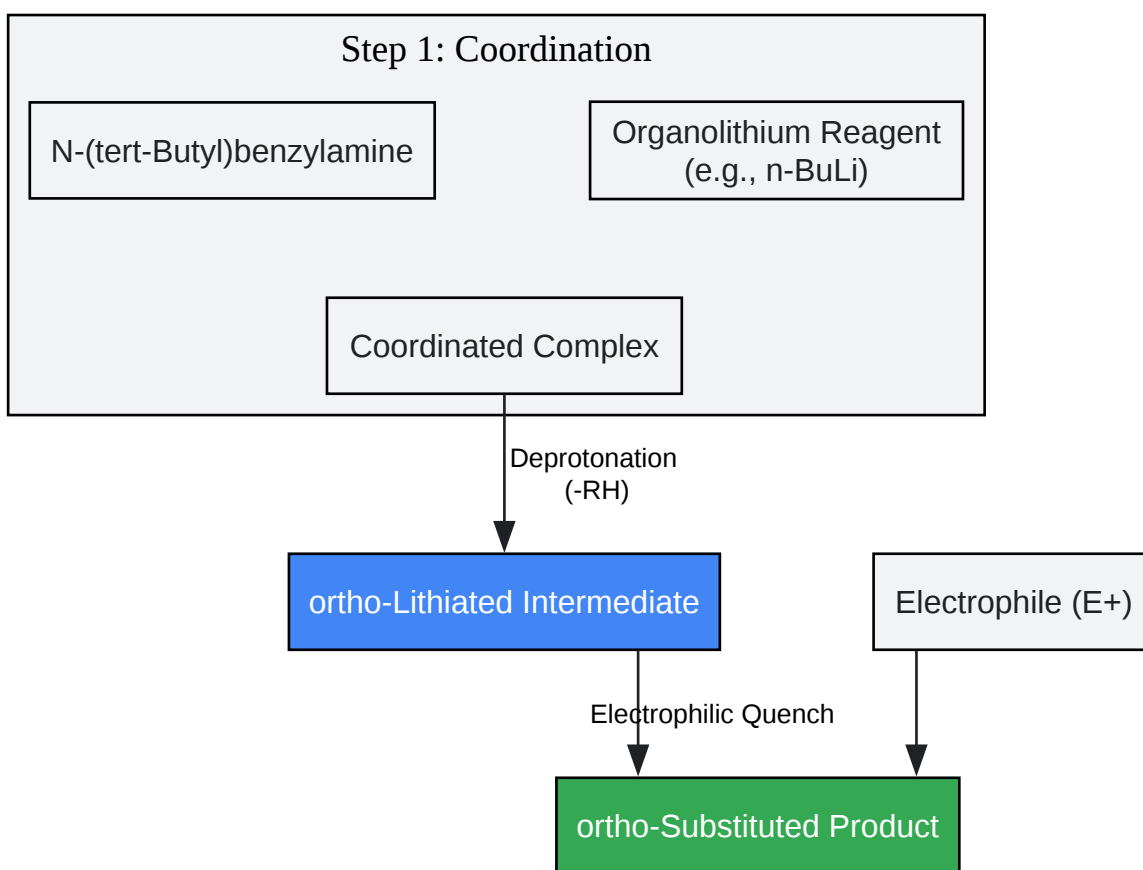 Step 1: Coordination
N-(tert-Butyl)benzylamine
Organolithium Reagent
(e.g., n-BuLi)
Coordinated Complex
Deprotonation
(-RH)
ortho-Lithiated Intermediate
Electrophile (E+)
Electrophilic Quench
ortho-Substituted Product